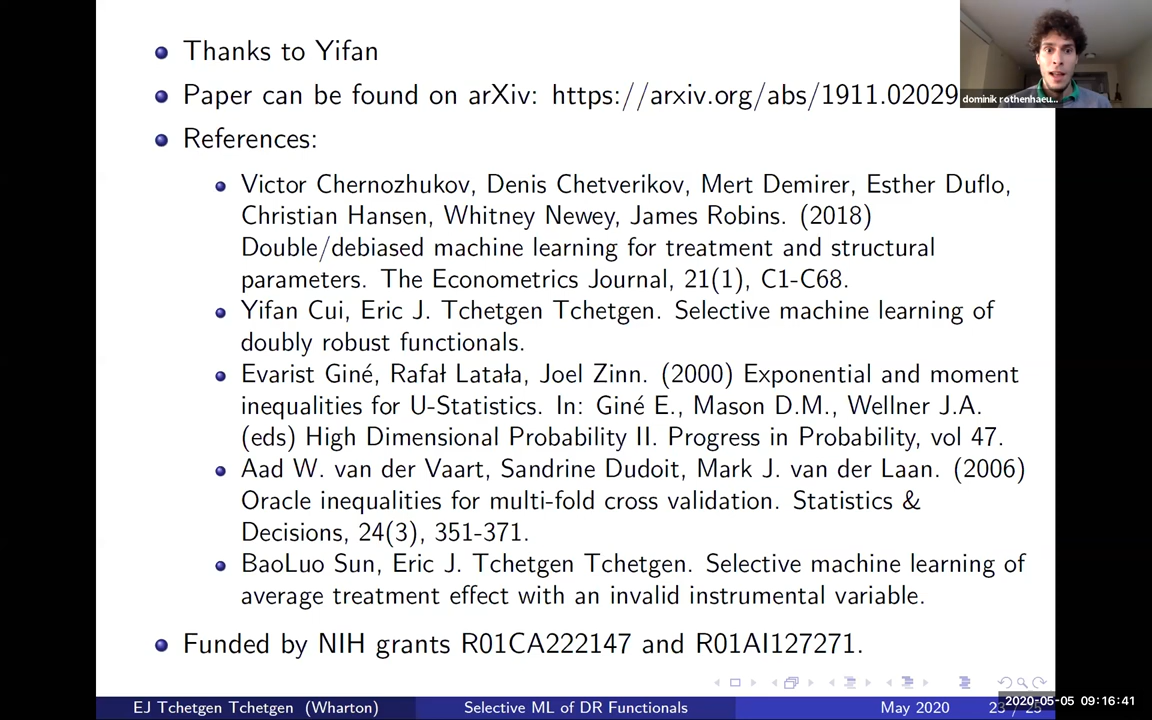 Thanks to Yifan
Paper can be found on arXiv: https://arxiv.org/abs/1911.02029
dominik rothenhaeu...
References:
Victor Chernozhukov, Denis Chetverikov, Mert Demirer, Esther Duflo,
Christian Hansen, Whitney Newey, James Robins. (2018)
Double/debiased machine learning for treatment and structural
parameters. The Econometrics Journal, 21(1), C1-C68.
Yifan Cui, Eric J. Tchetgen Tchetgen. Selective machine learning of
doubly robust functionals.
Evarist Giné, Rafał Latała, Joel Zinn. (2000) Exponential and moment
inequalities for U-Statistics. In: Giné E., Mason D.M., Wellner J.A.
(eds) High Dimensional Probability II. Progress in Probability, vol 47.
Aad W. van der Vaart, Sandrine Dudoit, Mark J. van der Laan. (2006)
Oracle inequalities for multi-fold cross validation. Statistics &
Decisions, 24(3), 351-371.
BaoLuo Sun, Eric J. Tchetgen Tchetgen. Selective machine learning of
average treatment effect with an invalid instrumental variable.
Funded by NIH grants R01CA222147 and R01AI127271.
EJ Tchetgen Tchetgen (Wharton) Selective ML of DR Functionals May 2020 23 / 25
2020-05-05 09:16:41